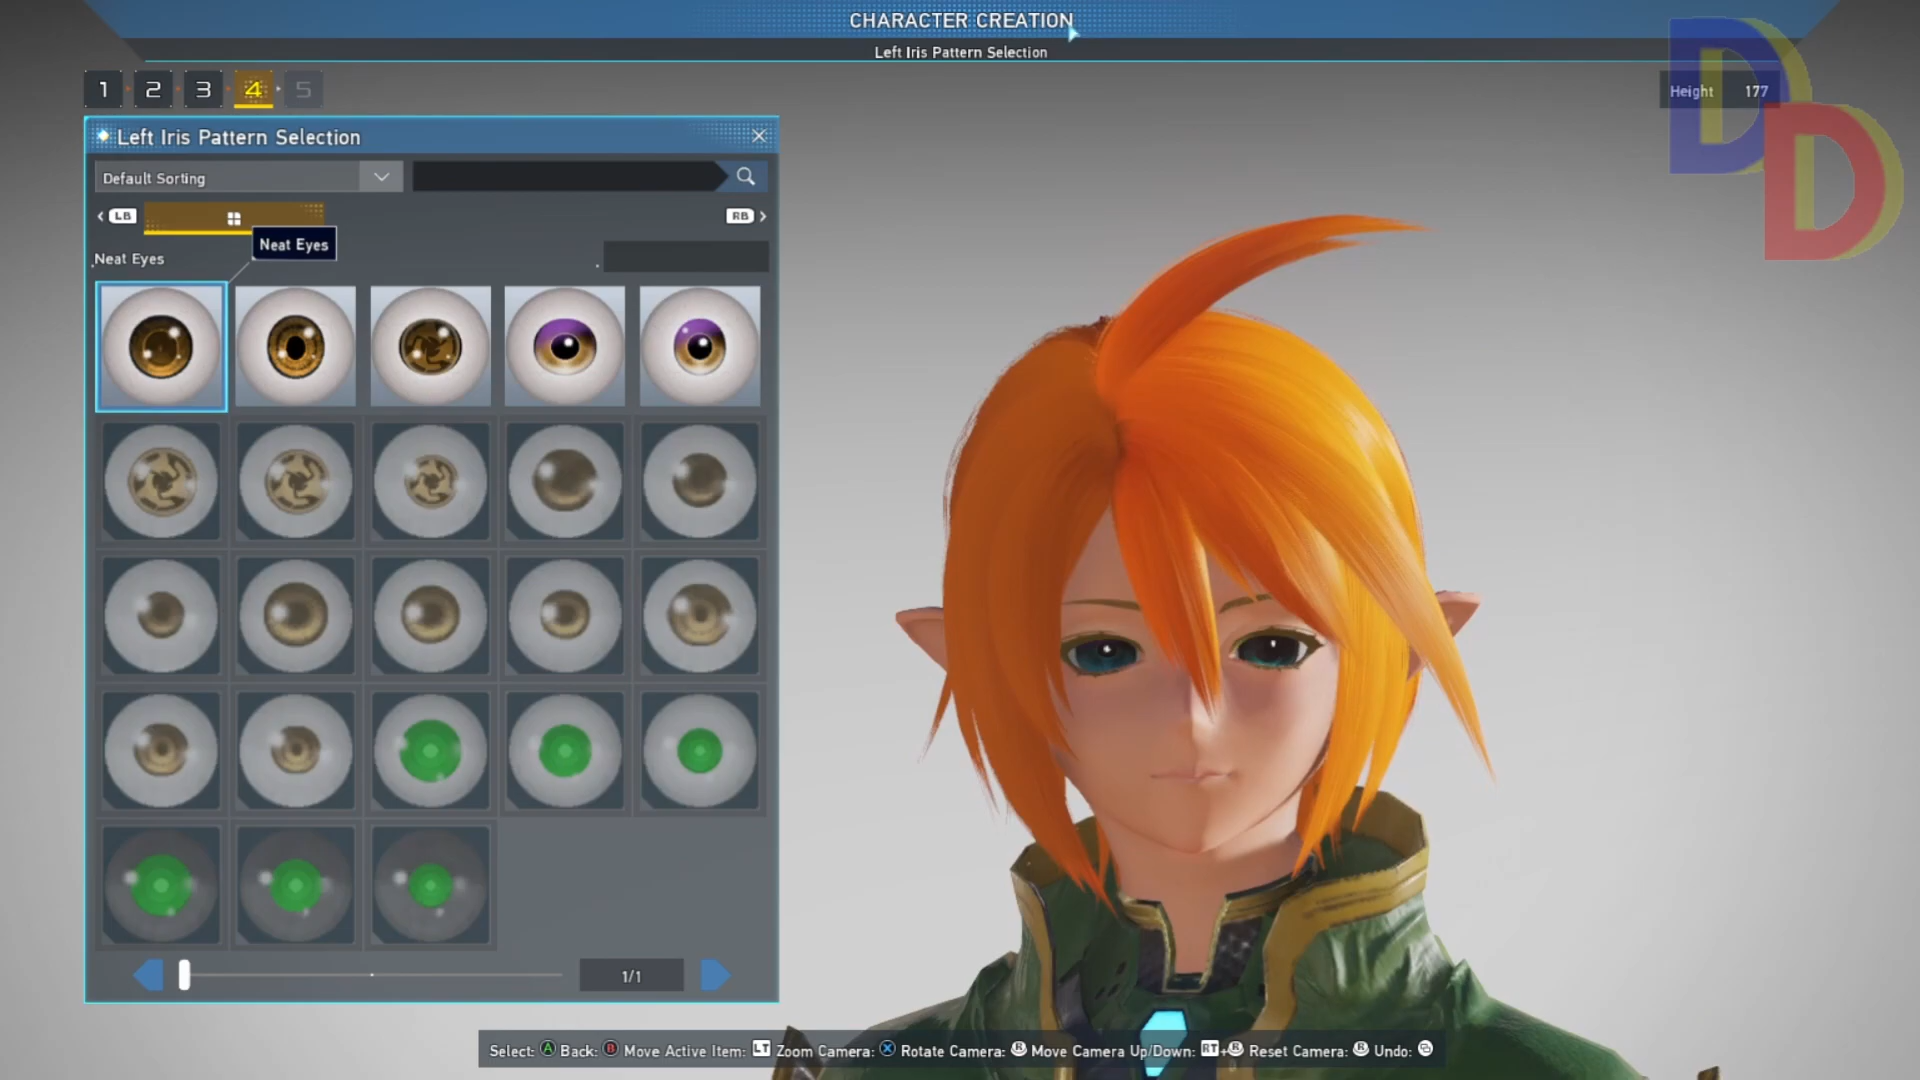 CHARACTER CREATION
Left Iris Pattern Selection
1 2 3 4 5
Height 177
DD
Left Iris Pattern Selection
Default Sorting
LB
RB
Neat Eyes
Neat Eyes
1/1
Select: A Back: B Move Active Item: LT Zoom Camera: X Rotate Camera: R Move Camera Up/Down: RT+R Reset Camera: R Undo: